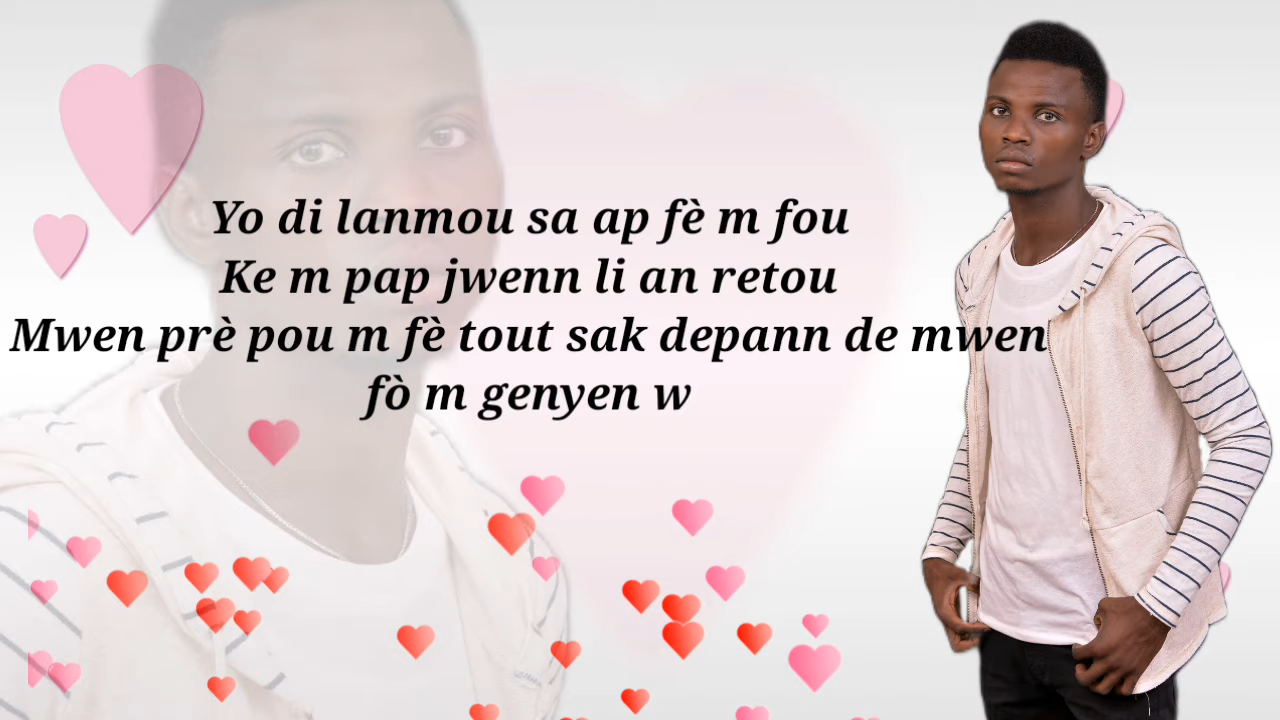 Yo di lanmou sa ap fè m fou
Ke m pap jwenn li an retou
Mwen prè pou m fè tout sak depann de mwen
fò m genyen w